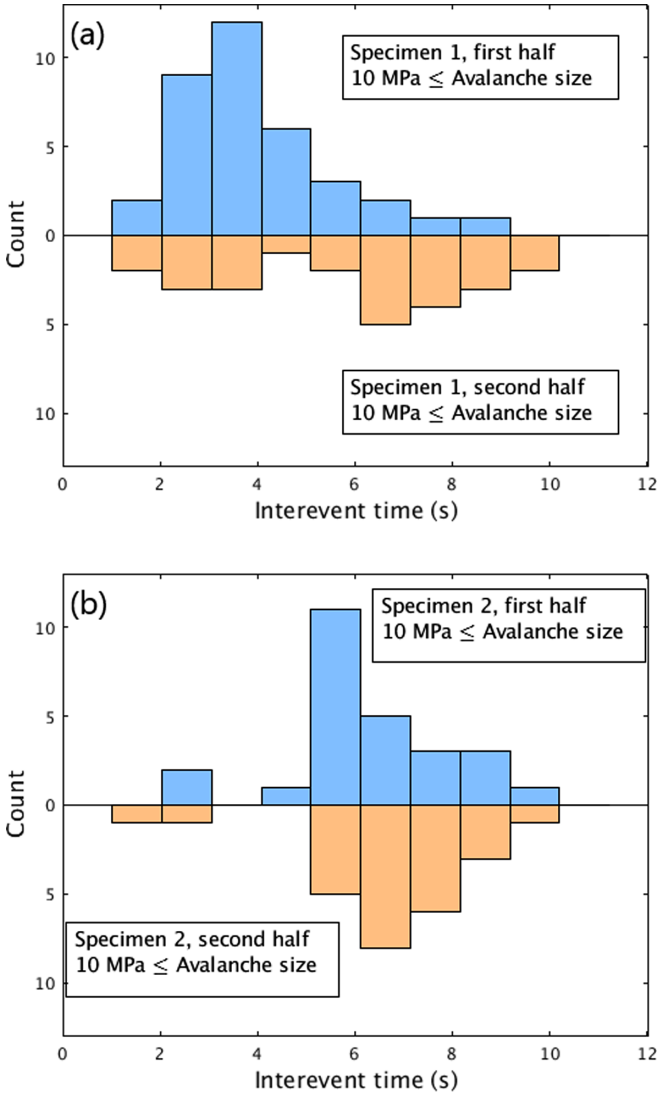 (a)
Specimen 1, first half
10 MPa ≤ Avalanche size
10
5
0
5
10
Count
Specimen 1, second half
10 MPa ≤ Avalanche size
0 2 4 6 8 10 12
Interevent time (s)
(b)
Specimen 2, first half
10 MPa ≤ Avalanche size
10
5
0
5
10
Count
Specimen 2, second half
10 MPa ≤ Avalanche size
0 2 4 6 8 10 12
Interevent time (s)